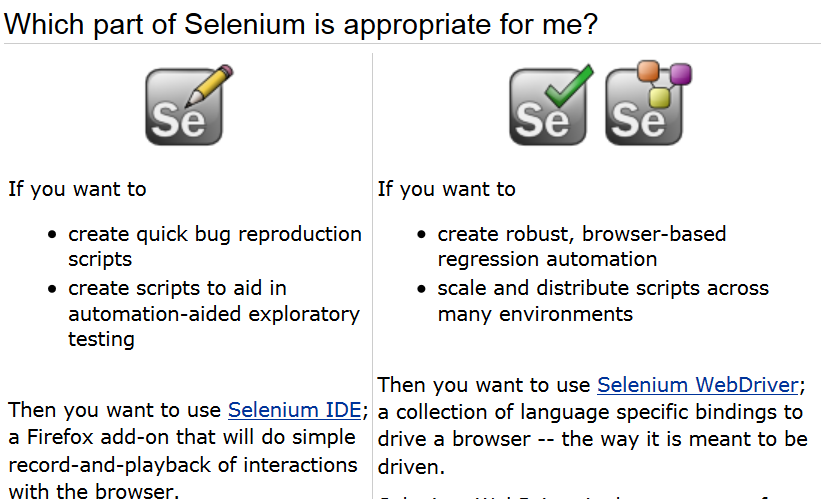 Which part of Selenium is appropriate for me?
Se
If you want to
create quick bug reproduction
scripts
create scripts to aid in
automation-aided exploratory
testing
Then you want to use Selenium IDE;
a Firefox add-on that will do simple
record-and-playback of interactions
with the browser.
Se Se
If you want to
create robust, browser-based
regression automation
scale and distribute scripts across
many environments
Then you want to use Selenium WebDriver;
a collection of language specific bindings to
drive a browser -- the way it is meant to be
driven.